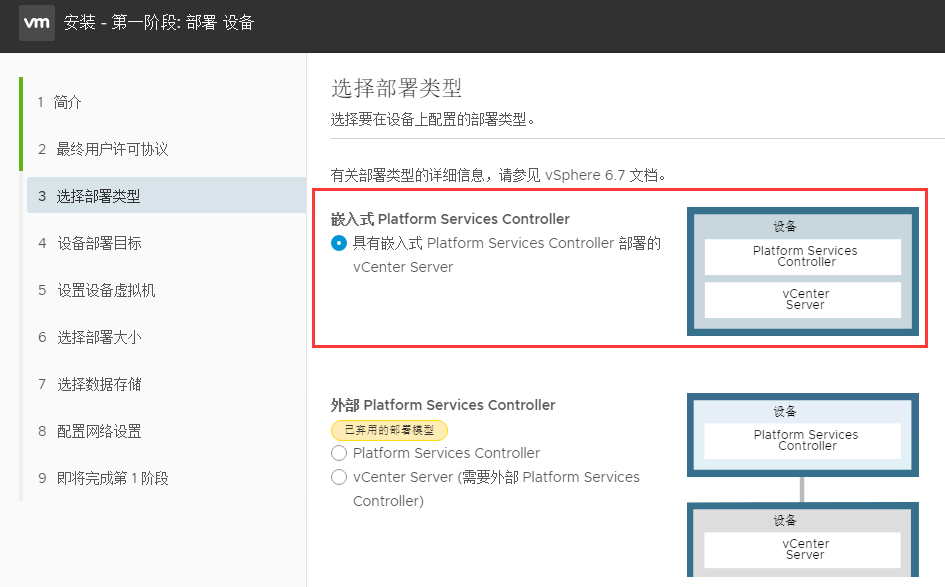 vm 安装 - 第一阶段: 部署 设备
1 简介
2 最终用户许可协议
3 选择部署类型
4 设备部署目标
5 设置设备虚拟机
6 选择部署大小
7 选择数据存储
8 配置网络设置
9 即将完成第 1 阶段
选择部署类型
选择要在设备上配置的部署类型。
有关部署类型的详细信息，请参见 vSphere 6.7 文档。
嵌入式 Platform Services Controller
具有嵌入式 Platform Services Controller 部署的
vCenter Server
设备
Platform Services
Controller
vCenter
Server
外部 Platform Services Controller
已弃用的部署模型
Platform Services Controller
vCenter Server (需要外部 Platform Services
Controller)
设备
Platform Services
Controller
设备
vCenter
Server